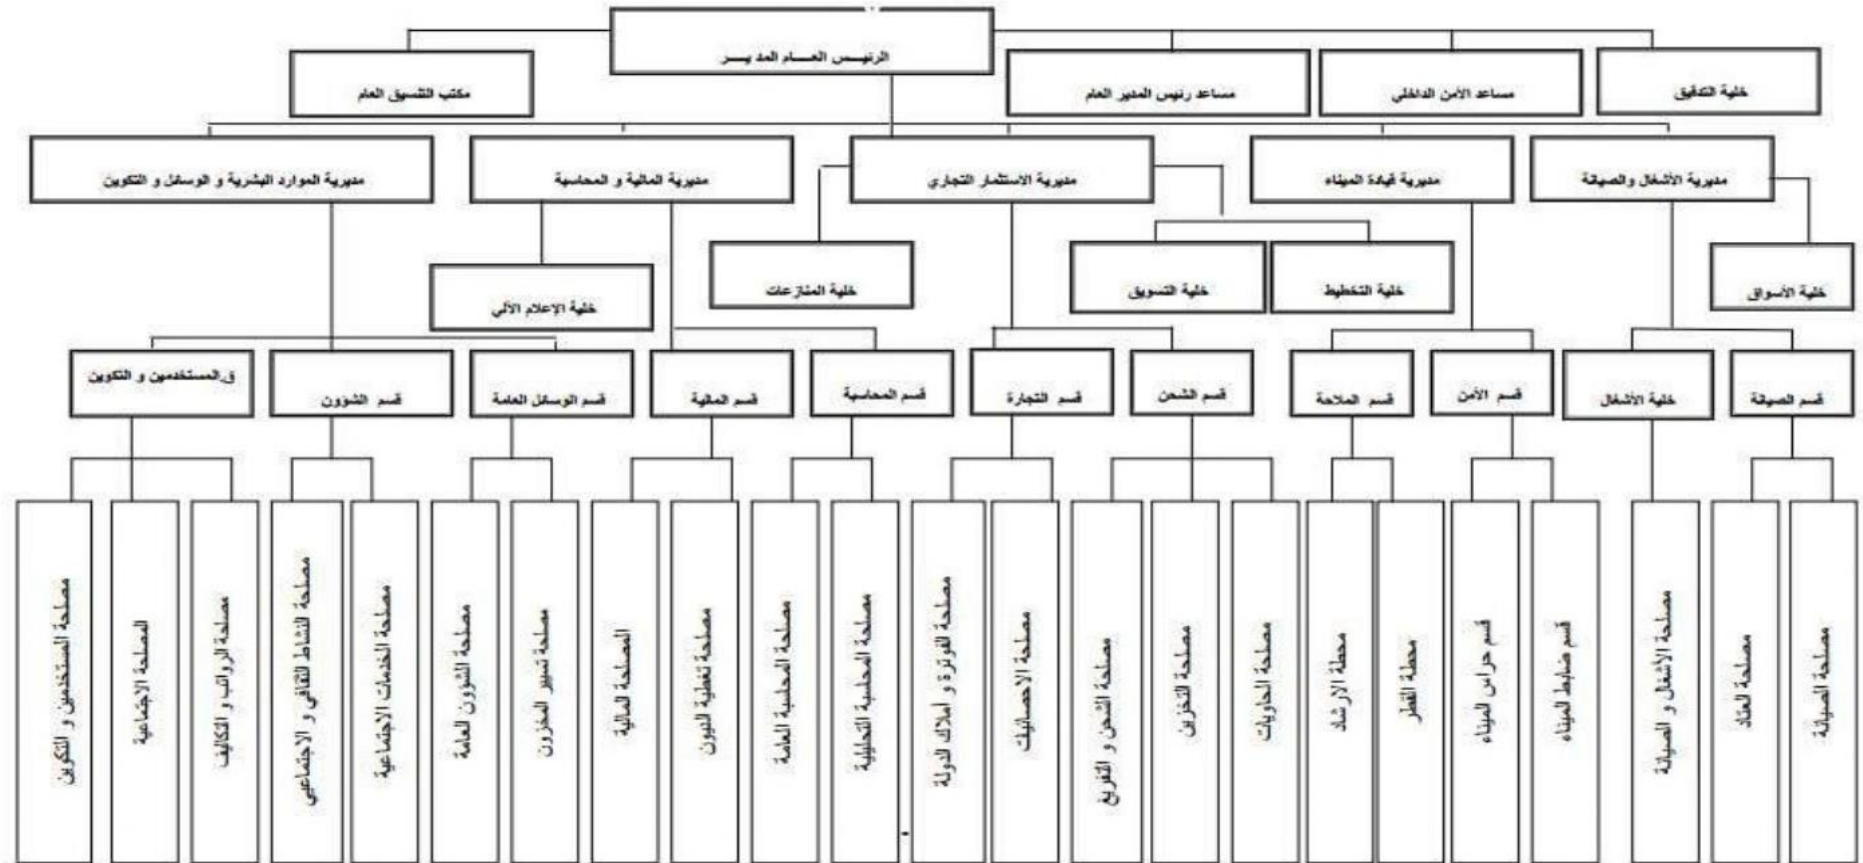 الرئيس العام المدير
خلية التدقيق
مساعد الأمن الداخلي
مساعد رئيس المدير العام
مكتب التنسيق العام
مديرية الأشغال والصيانة
مديرية قيادة الميناء
مديرية الاستثمار التجاري
مديرية المالية و المحاسبة
مديرية الموارد البشرية و الوسائل و التكوين
خلية الأسواق
خلية التخطيط
خلية التسويق
خلية المنازعات
خلية الإعلام الآلي
قسم الصيانة
خلية الأشغال
قسم الأمن
قسم الملاحة
قسم الشحن
قسم التجارة
قسم المحاسبة
قسم المالية
قسم الوسائل العامة
قسم الشؤون
ق.المستخدمين و التكوين
مصلحة الصيانة
مصلحة العتاد
مصلحة الأشغال و الصيانة
قسم ضابط الميناء
قسم حراس الميناء
محطة القطر
محطة الارشاد
مصلحة الحاويات
مصلحة التخزين
مصلحة الشحن و التفريغ
مصلحة الاحصائيات
مصلحة الفوترة و أملاك الدولة
مصلحة المحاسبة التحليلية
مصلحة المحاسبة العامة
مصلحة تغطية الديون
المصلحة المالية
مصلحة تسيير المخزون
مصلحة الشؤون العامة
مصلحة الخدمات الاجتماعية
مصلحة النشاط الثقافي و الاجتماعي
مصلحة الرواتب و التكاليف
المصلحة الاجتماعية
مصلحة المستخدمين و التكوين